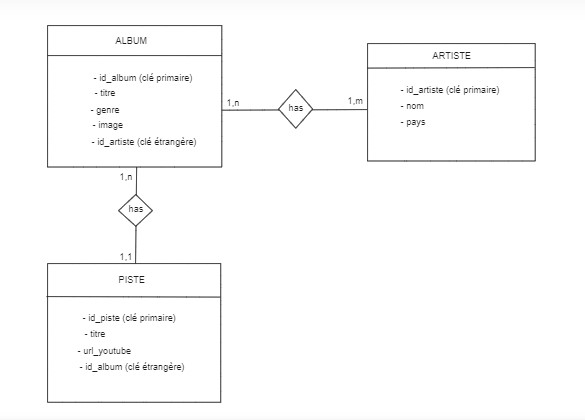 ALBUM
- id_album (clé primaire)
- titre
- genre
- image
- id_artiste (clé étrangère)
1,n
has
1,m
ARTISTE
- id_artiste (clé primaire)
- nom
- pays
1,n
has
1,1
PISTE
- id_piste (clé primaire)
- titre
- url_youtube
- id_album (clé étrangère)